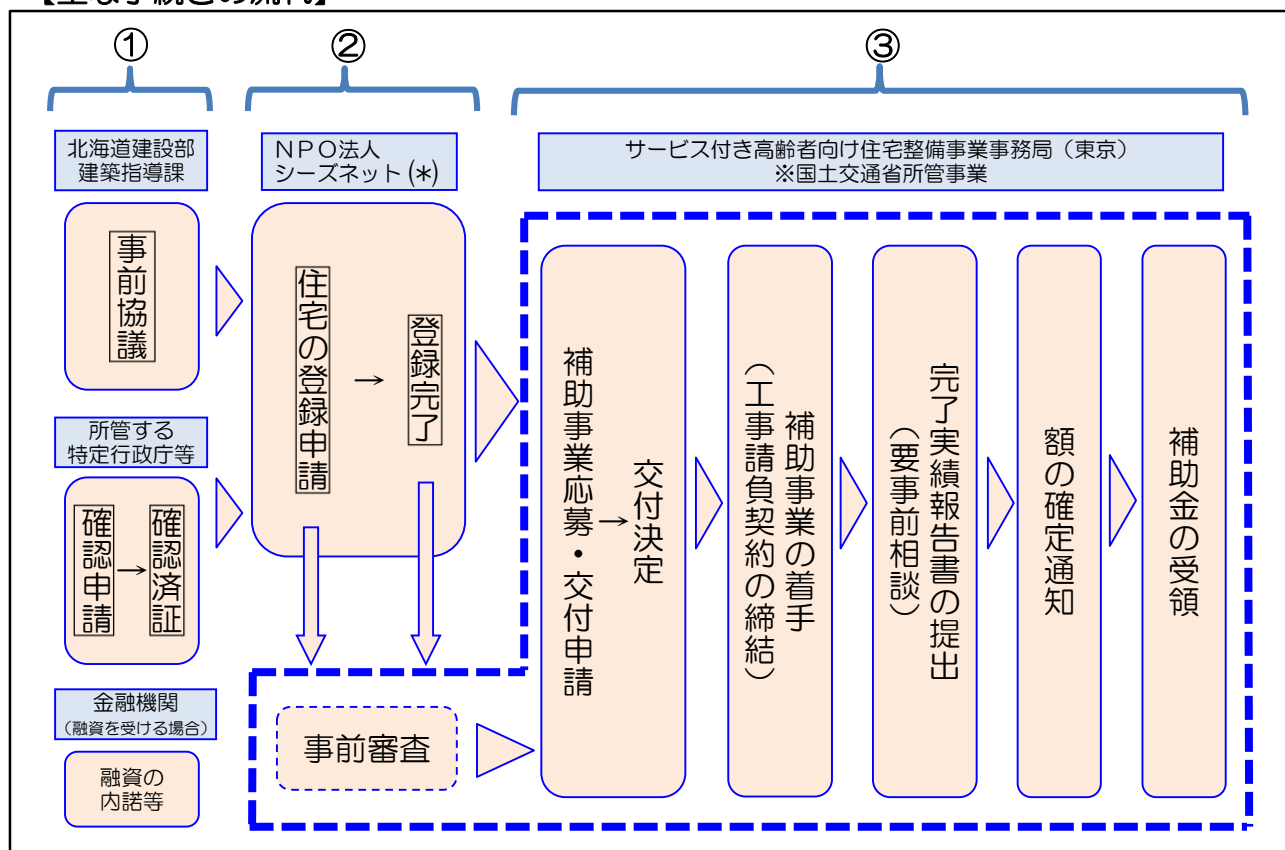 【主な手続きの流れ】
①
②
③
北海道建設部
建築指導課
事前協議
所管する
特定行政庁等
確認申請
→
確認済証
金融機関
（融資を受ける場合）
融資の
内諾等
ＮＰＯ法人
シーズネット(*)
住宅の登録申請
→
登録完了
事前審査
サービス付き高齢者向け住宅整備事業事務局（東京）
※国土交通省所管事業
補助事業応募・交付申請
→交付決定
補助事業の着手
（工事請負契約の締結）
完了実績報告書の提出
（要事前相談）
額の確定通知
補助金の受領